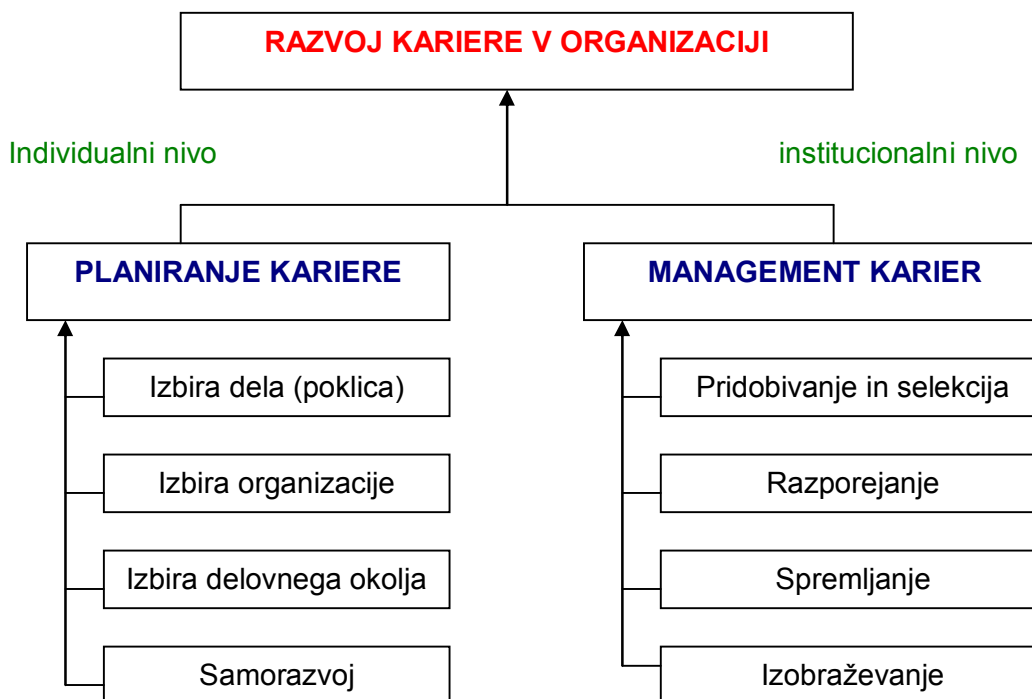 RAZVOJ KARIERE V ORGANIZACIJI
Individualni nivo
institucionalni nivo
PLANIRANJE KARIERE
MANAGEMENT KARIER
Izbira dela (poklica)
Pridobivanje in selekcija
Izbira organizacije
Razporejanje
Izbira delovnega okolja
Spremljanje
Samorazvoj
Izobraževanje